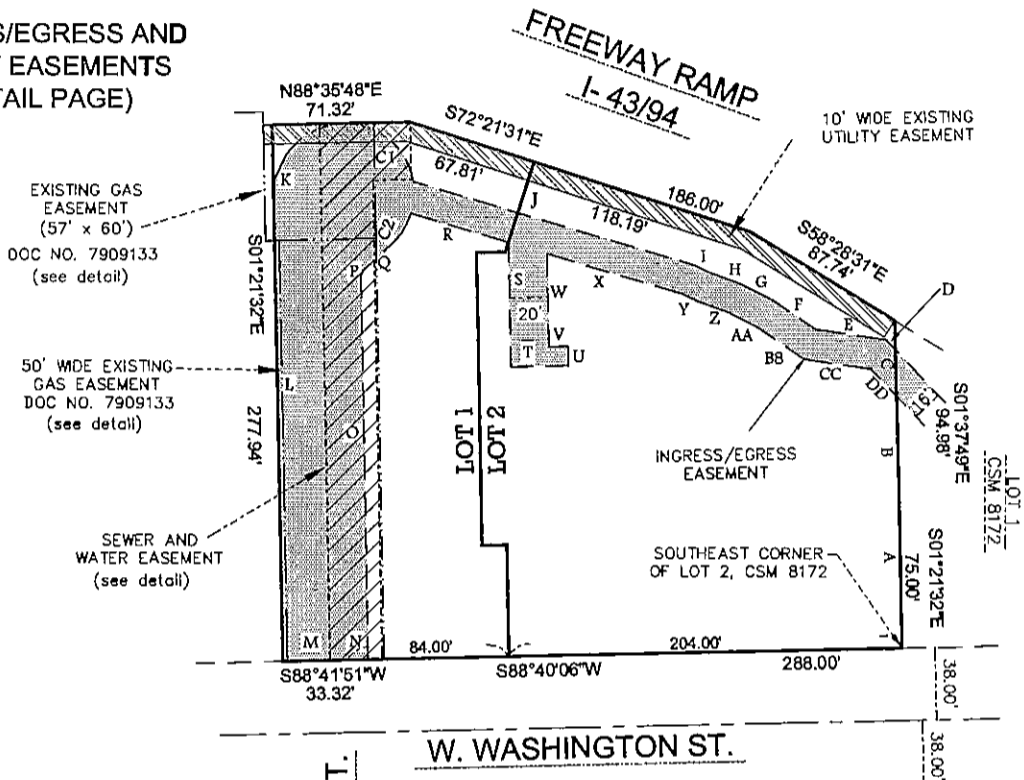 S/EGRESS AND
EASEMENTS
TAIL PAGE)
FREEWAY RAMP
I- 43/94
N88°35'48"E
71.32'
S72°21'31"E
67.81'
118.19'
186.00'
10' WIDE EXISTING
UTILITY EASEMENT
S58°28'31"E
87.74'
EXISTING GAS
EASEMENT
(57' x 60')
DOC NO. 7909133
(see detail)
S01°21'32"E
277.94'
50' WIDE EXISTING
GAS EASEMENT
DOC NO. 7909133
(see detail)
SEWER AND
WATER EASEMENT
(see detail)
K
C1
C2
P
Q
R
J
I
H
G
F
E
D
C
S
W
20'
V
T
U
X
Y
Z
AA
BB
CC
DD
19'
L
O
B
A
M
N
LOT 1
LOT 2
INGRESS/EGRESS
EASEMENT
S01°37'49"E
94.98'
LOT 1
CSM 8172
SOUTHEAST CORNER
OF LOT 2, CSM 8172
S01°21'32"E
75.00'
84.00'
204.00'
288.00'
S88°41'51"W
33.32'
S88°40'06"W
38.00'
38.00'
W. WASHINGTON ST.
T.